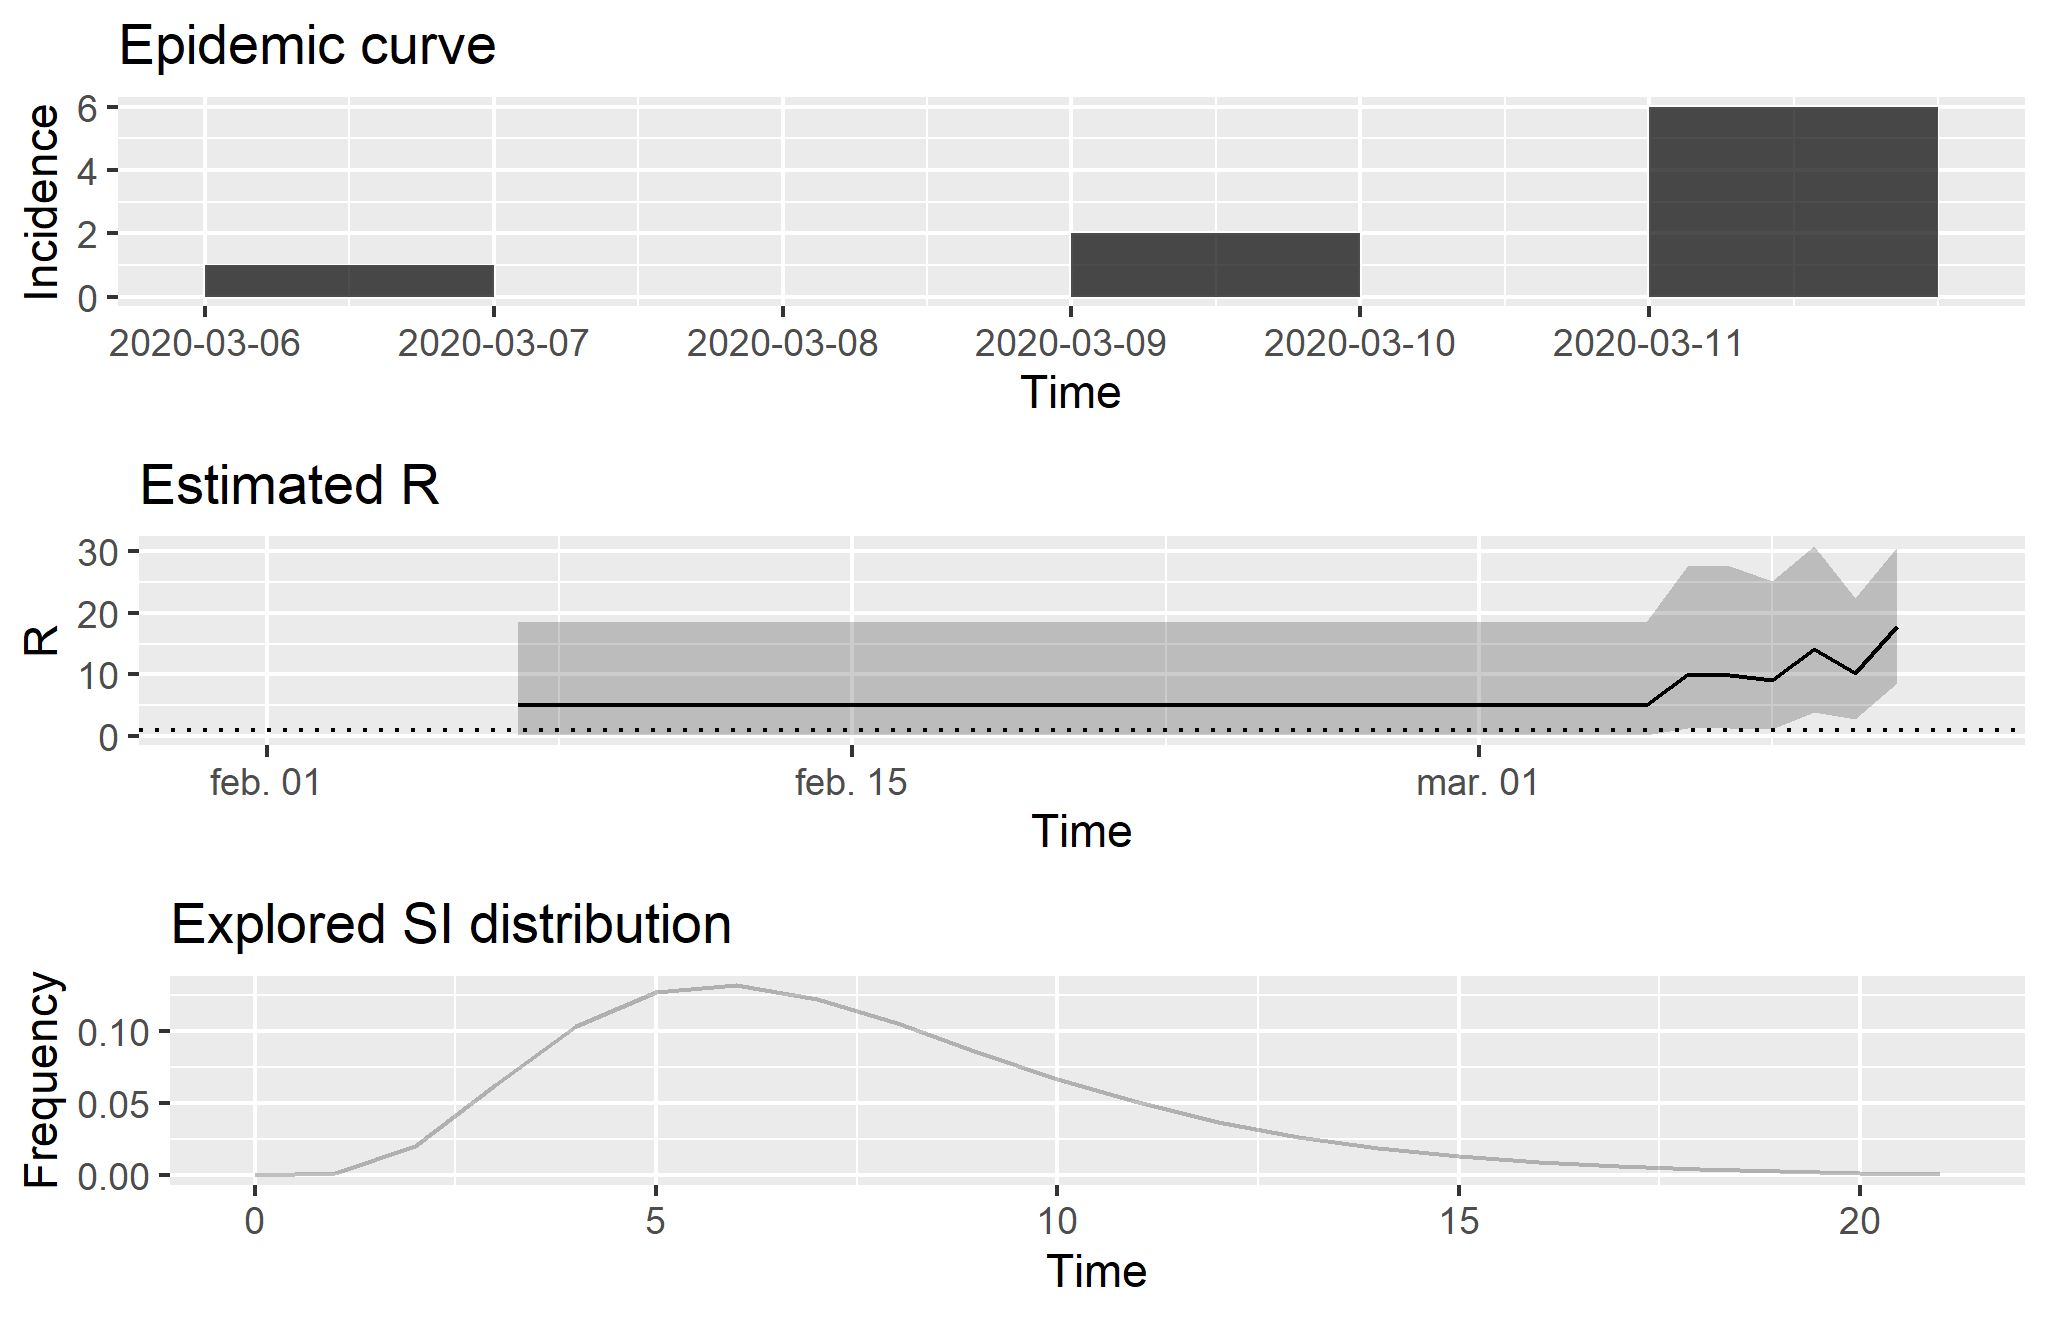 Epidemic curve
Incidence
6
4
2
0
2020-03-06 2020-03-07 2020-03-08 2020-03-09 2020-03-10 2020-03-11
Time
Estimated R
R
30
20
10
0
feb. 01 feb. 15 mar. 01
Time
Explored SI distribution
Frequency
0.10
0.05
0.00
0 5 10 15 20
Time